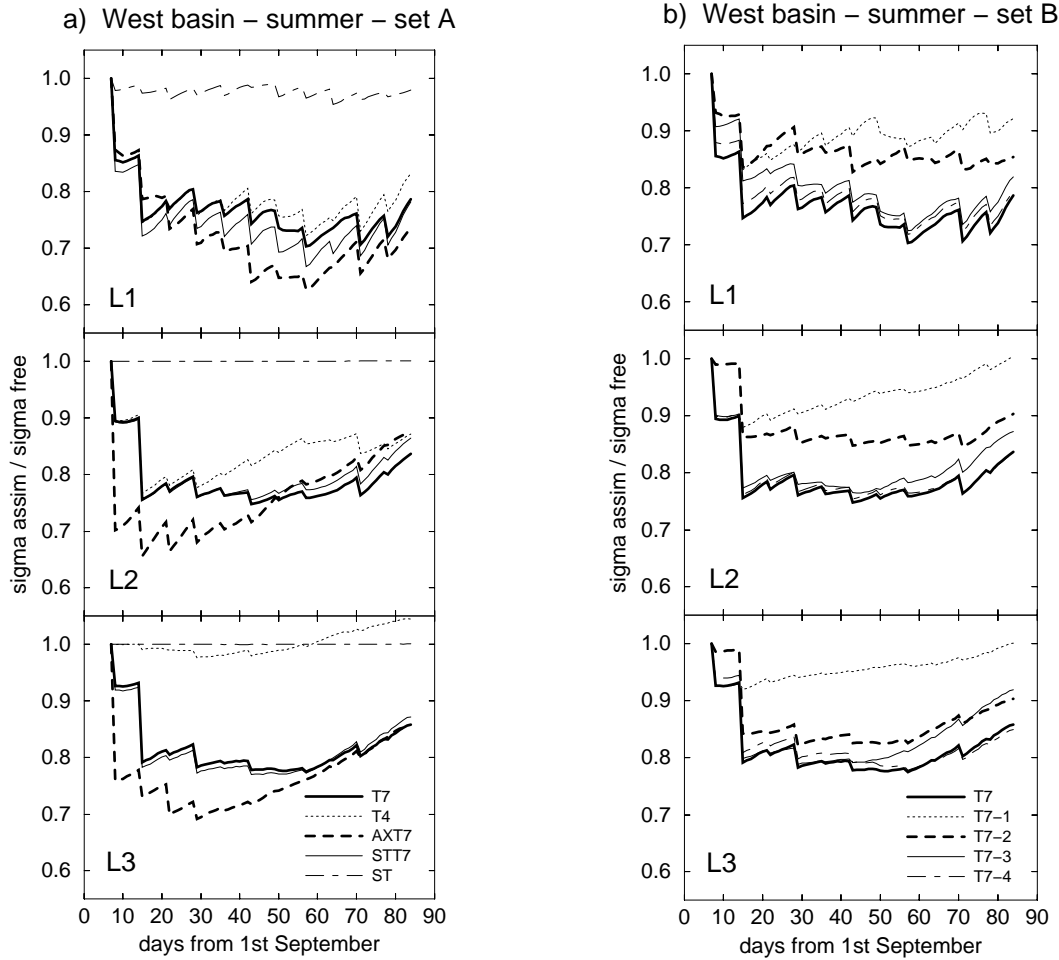 a) West basin – summer – set A
1.0
0.9
0.8
0.7
0.6
L1
1.0
0.9
0.8
0.7
0.6
L2
1.0
0.9
0.8
0.7
0.6
L3
T7
T4
AXT7
STT7
ST
sigma assim / sigma free
0 10 20 30 40 50 60 70 80 90
days from 1st September
b) West basin – summer – set B
1.0
0.9
0.8
0.7
0.6
L1
1.0
0.9
0.8
0.7
0.6
L2
1.0
0.9
0.8
0.7
0.6
L3
T7
T7−1
T7−2
T7−3
T7−4
sigma assim / sigma free
0 10 20 30 40 50 60 70 80 90
days from 1st September